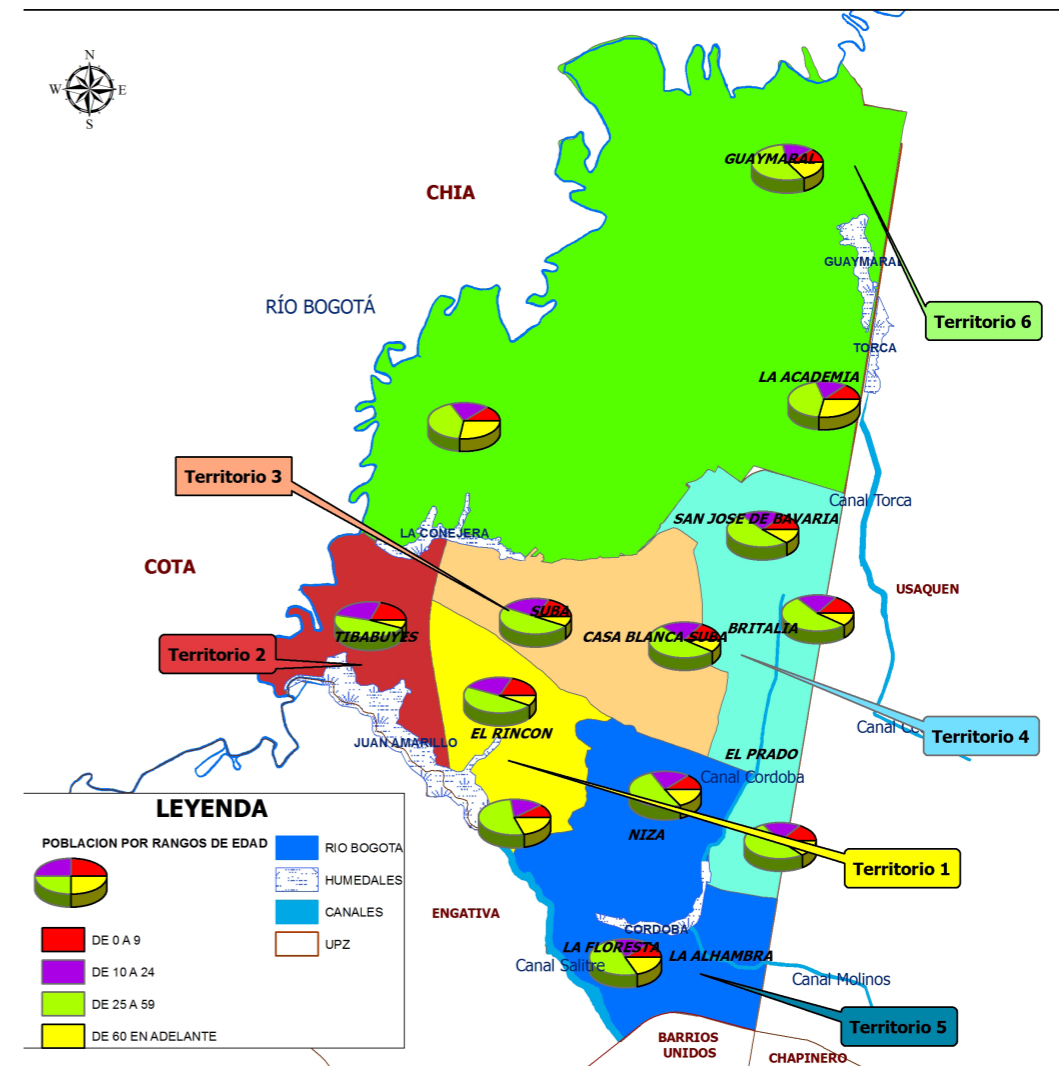 N
W E
S
CHIA
GUAYMARAL
GUAYMARAL
RÍO BOGOTÁ
Territorio 6
TORCA
LA ACADEMIA
Territorio 3
Canal Torca
SAN JOSE DE BAVARIA
LA CONEJERA
COTA
USAQUEN
SUBA
TIBABUYES
CASA BLANCA SUBA
BRITALIA
Territorio 2
JUAN AMARILLO
EL RINCON
Canal
Territorio 4
EL PRADO
Canal Cordoba
NIZA
Territorio 1
LEYENDA
POBLACION POR RANGOS DE EDAD
DE 0 A 9
DE 10 A 24
DE 25 A 59
DE 60 EN ADELANTE
RIO BOGOTA
HUMEDALES
CANALES
UPZ
ENGATIVA
CORDOBA
LA FLORESTA
LA ALHAMBRA
Canal Salitre
Canal Molinos
Territorio 5
BARRIOS
UNIDOS
CHAPINERO